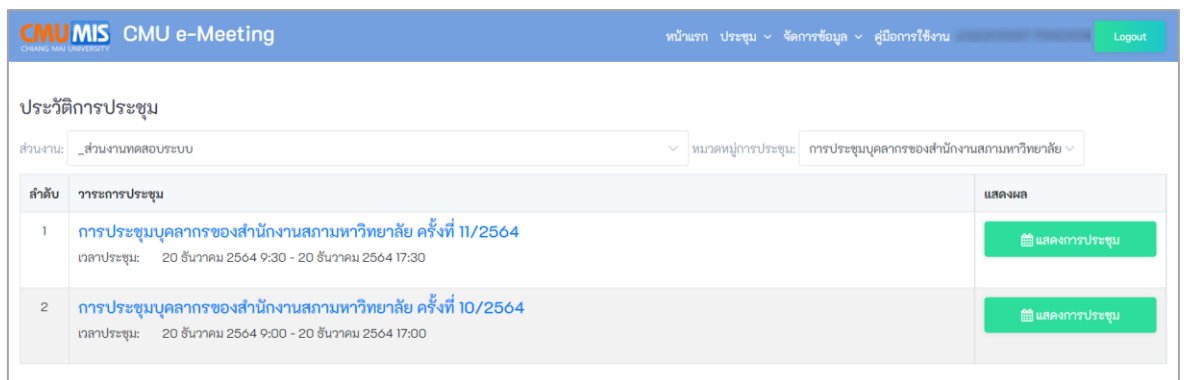 CMU MIS CMU e-Meeting หน้าแรก ประชุม จัดการข้อมูล คู่มือการใช้งาน Logout
CHIANG MAI UNIVERSITY
ประวัติการประชุม
ส่วนงาน: _ส่วนงานทดสอบระบบ หมวดหมู่การประชุม: การประชุมบุคลากรของสำนักงานสภามหาวิทยาลัย
ลำดับ วาระการประชุม แสดงผล
1 การประชุมบุคลากรของสำนักงานสภามหาวิทยาลัย ครั้งที่ 11/2564 แสดงการประชุม
เวลาประชุม: 20 ธันวาคม 2564 9:30 - 20 ธันวาคม 2564 17:30
2 การประชุมบุคลากรของสำนักงานสภามหาวิทยาลัย ครั้งที่ 10/2564 แสดงการประชุม
เวลาประชุม: 20 ธันวาคม 2564 9:00 - 20 ธันวาคม 2564 17:00